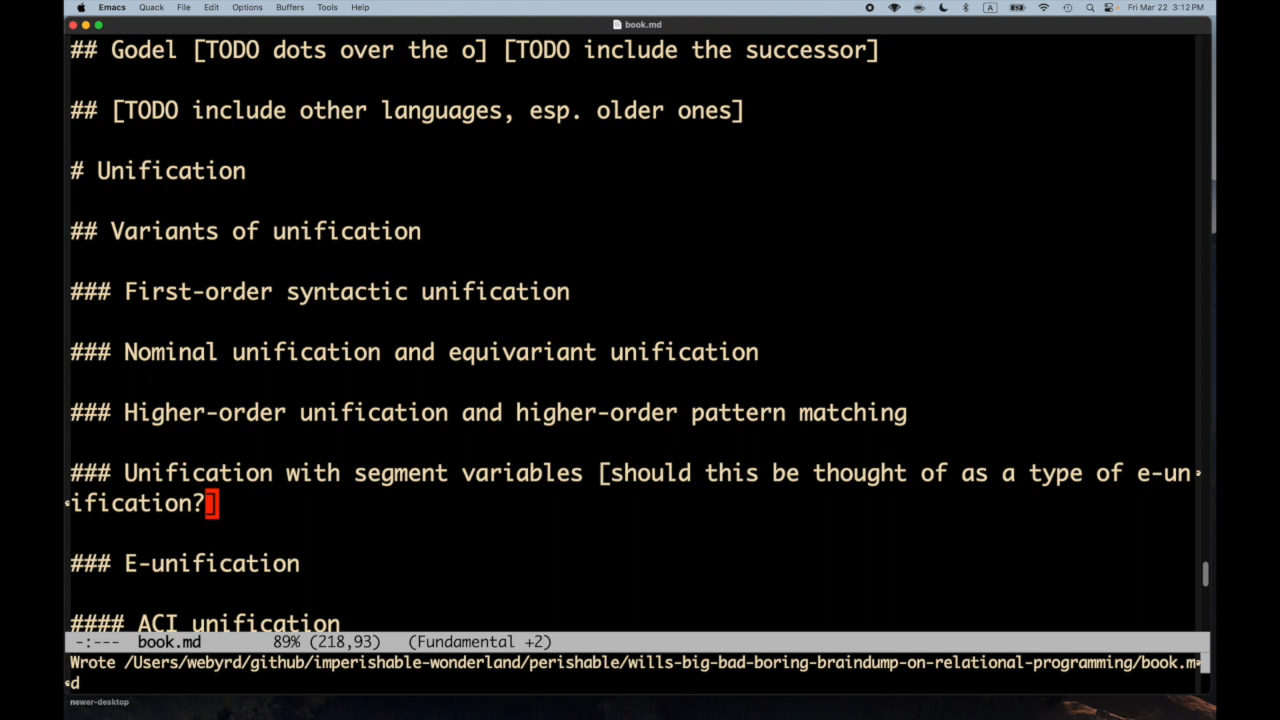 Emacs Quack File Edit Options Buffers Tools Help Fri Mar 22 3:12 PM
book.md
## Godel [TODO dots over the o] [TODO include the successor]
## [TODO include other languages, esp. older ones]
# Unification
## Variants of unification
### First-order syntactic unification
### Nominal unification and equivariant unification
### Higher-order unification and higher-order pattern matching
### Unification with segment variables [should this be thought of as a type of e-un
ification?]
### E-unification
#### ACI unification
-:--- book.md 89% (218,93) (Fundamental +2)
Wrote /Users/webyrd/github/imperishable-wonderland/perishable/wills-big-bad-boring-braindump-on-relational-programming/book.m
d
newer-desktop